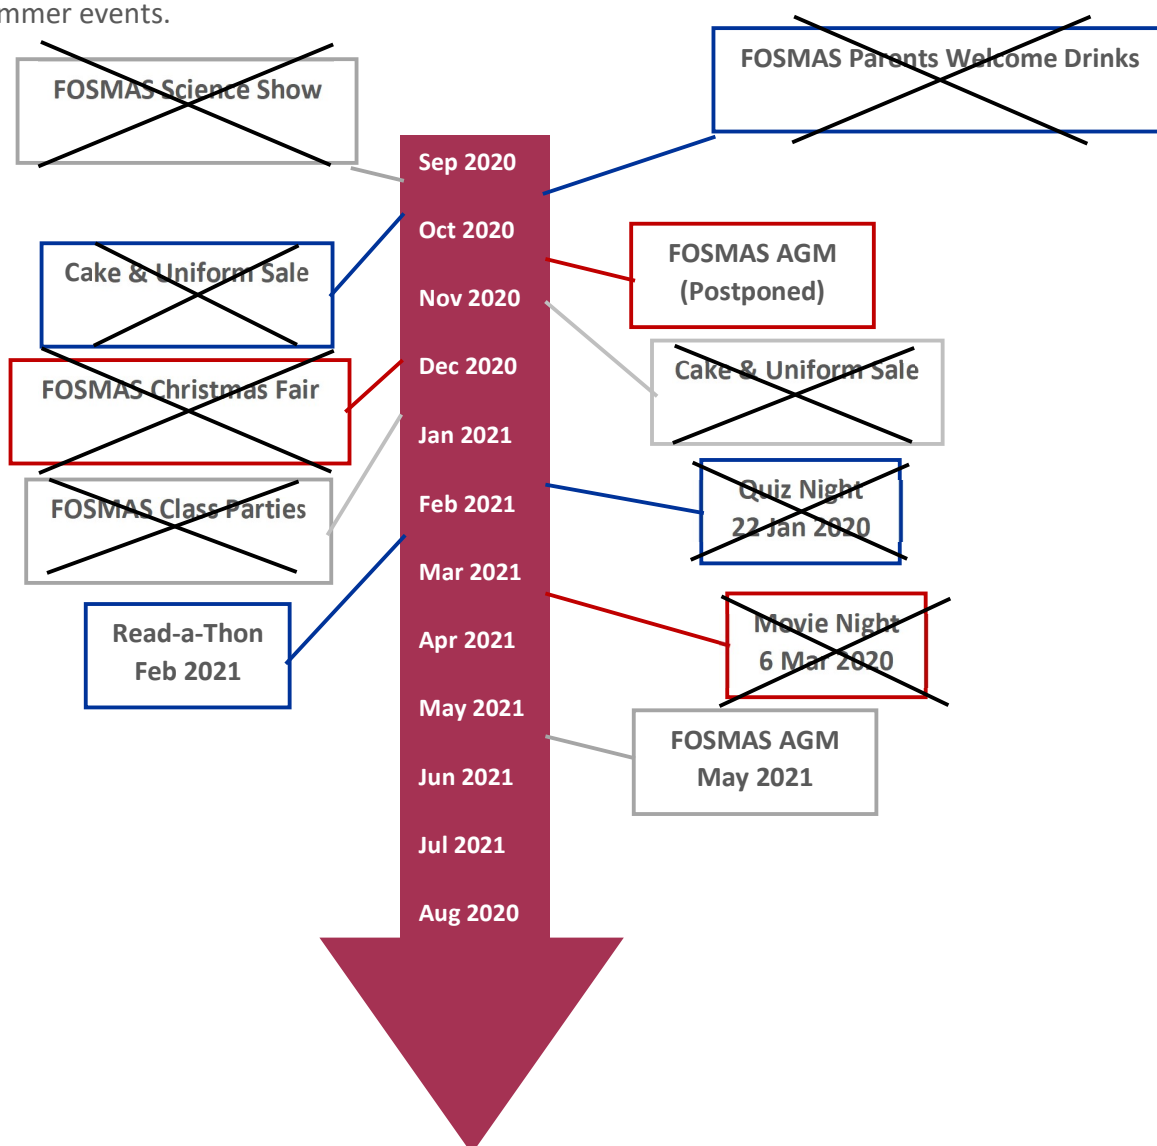 mmer events.
FOSMAS Science Show
FOSMAS Parents Welcome Drinks
Sep 2020
Oct 2020
Cake & Uniform Sale
FOSMAS AGM
(Postponed)
Nov 2020
Dec 2020
Cake & Uniform Sale
FOSMAS Christmas Fair
Jan 2021
FOSMAS Class Parties
Feb 2021
Quiz Night
22 Jan 2020
Mar 2021
Read-a-Thon
Feb 2021
Apr 2021
Movie Night
6 Mar 2020
May 2021
FOSMAS AGM
May 2021
Jun 2021
Jul 2021
Aug 2020